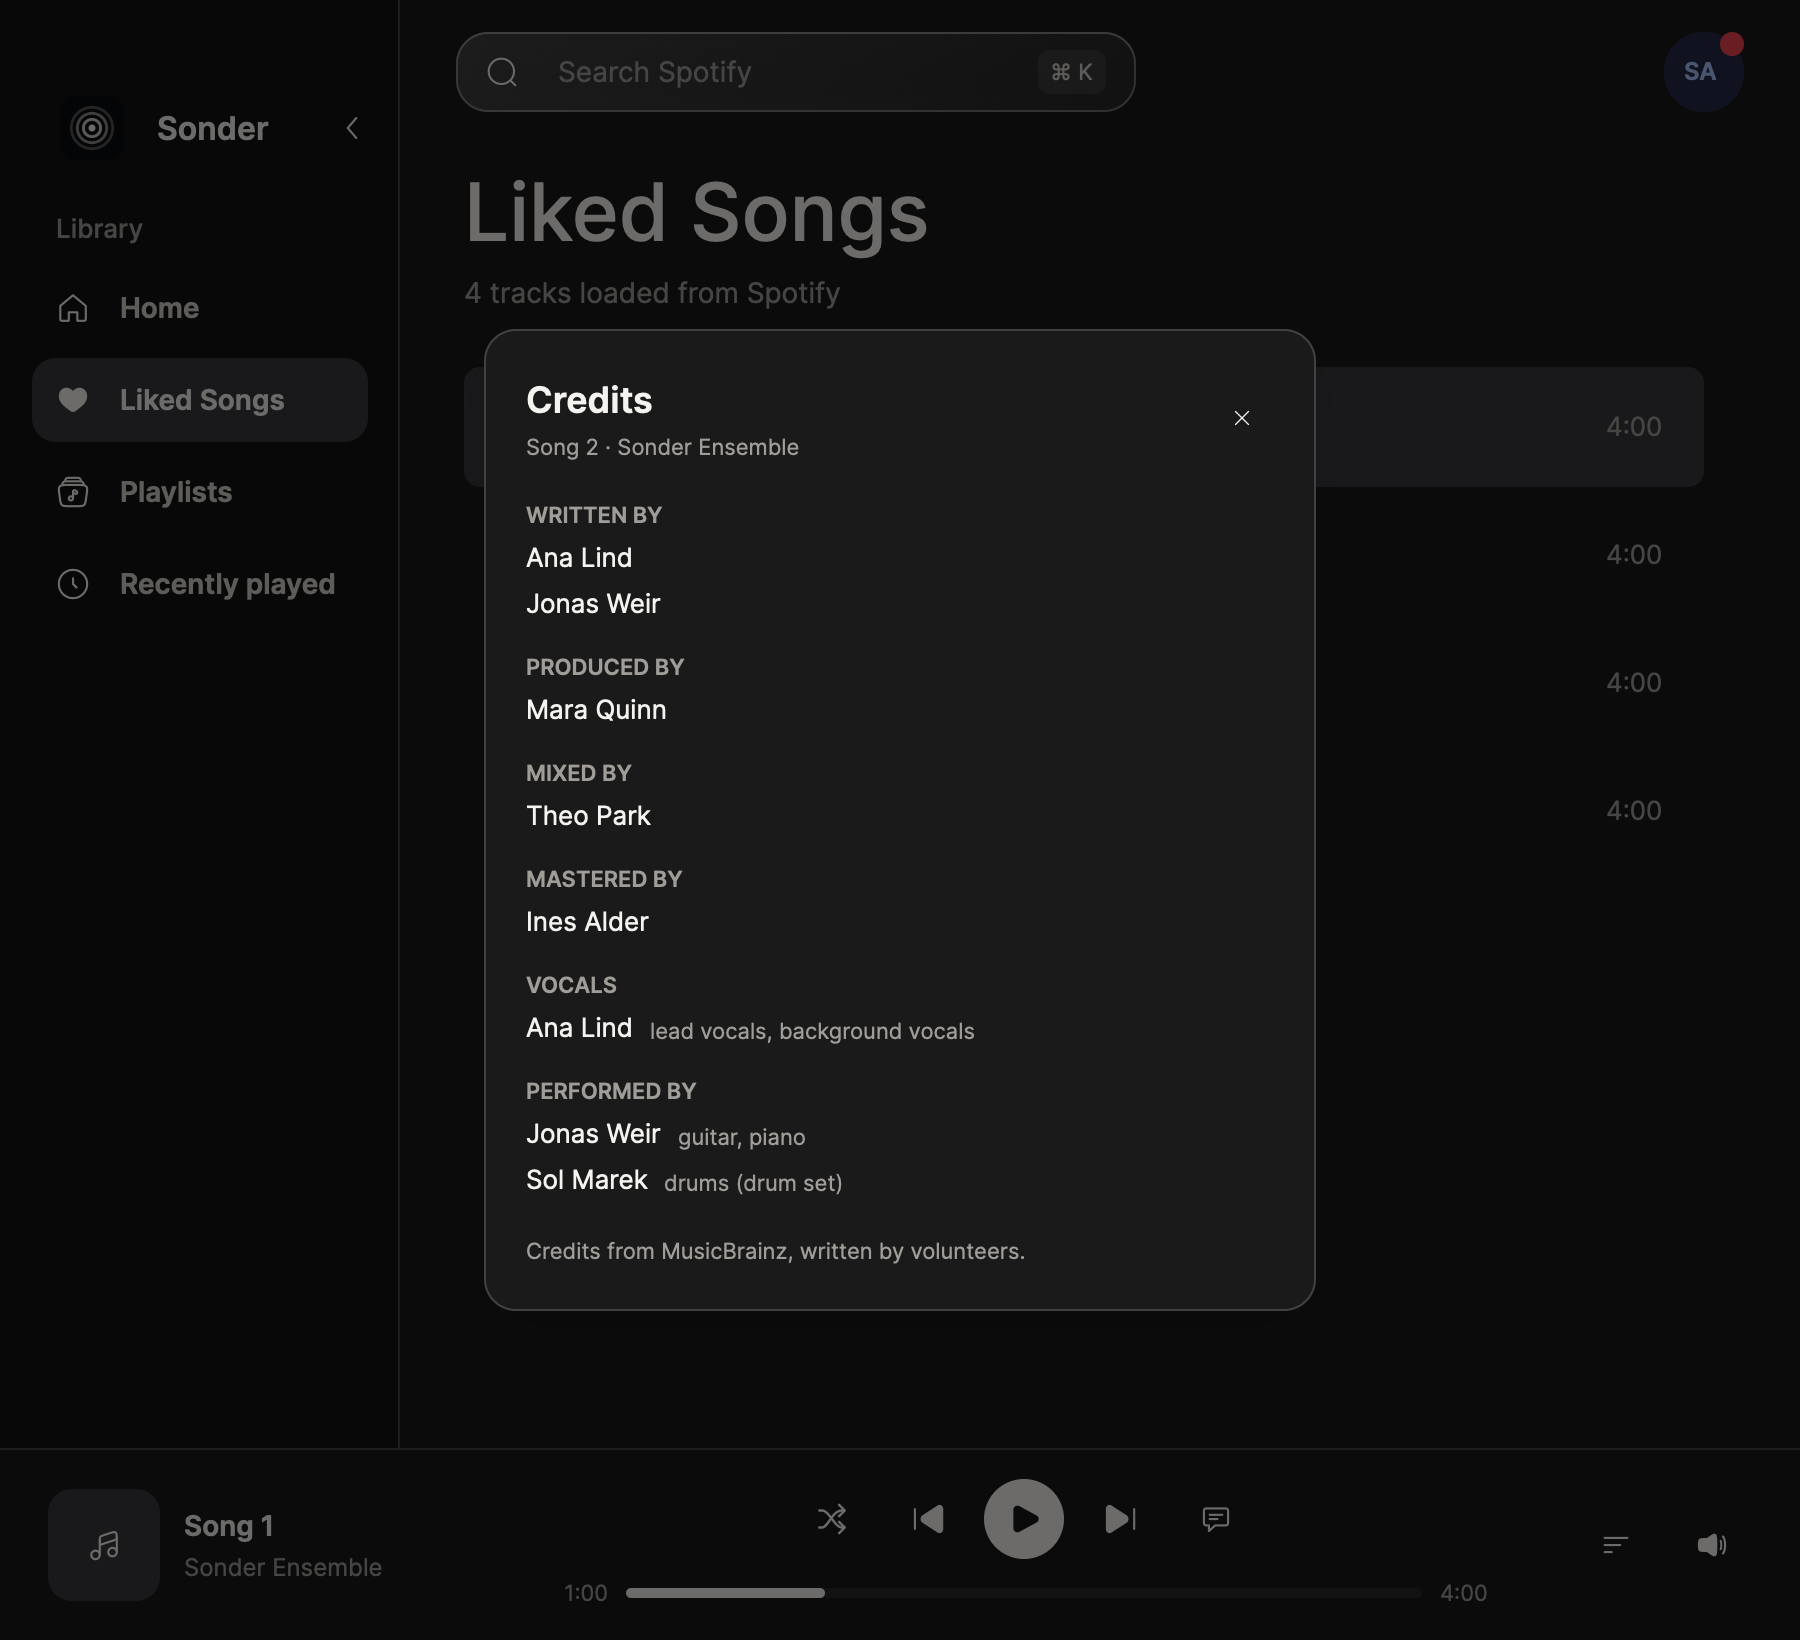 Search Spotify
⌘ K
SA
Sonder
Library
Home
Liked Songs
Playlists
Recently played
Liked Songs
4 tracks loaded from Spotify
4:00
4:00
4:00
4:00
Credits
Song 2 · Sonder Ensemble
WRITTEN BY
Ana Lind
Jonas Weir
PRODUCED BY
Mara Quinn
MIXED BY
Theo Park
MASTERED BY
Ines Alder
VOCALS
Ana Lind lead vocals, background vocals
PERFORMED BY
Jonas Weir guitar, piano
Sol Marek drums (drum set)
Credits from MusicBrainz, written by volunteers.
Song 1
Sonder Ensemble
1:00
4:00